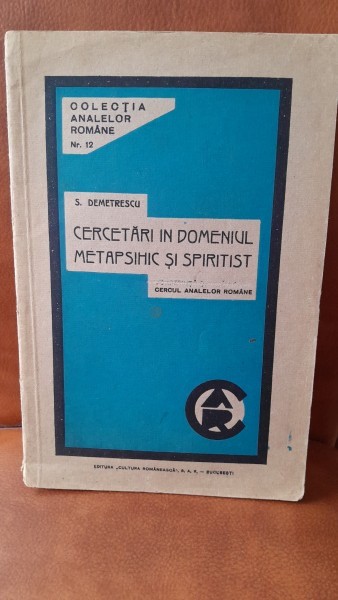 COLECȚIA
ANALELOR
ROMÂNE
Nr. 12
S. DEMETRESCU
CERCETĂRI IN DOMENIUL
METAPSIHIC ȘI SPIRITIST
CERCUL ANALELOR ROMÂNE
CAR
EDITURA „CULTURA ROMÂNEASCĂ", S. A. R. — BUCUREȘTI